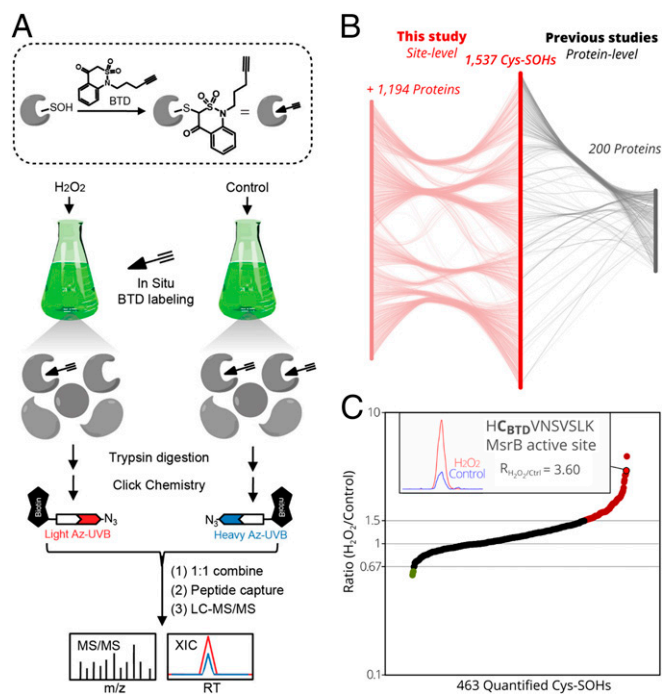 A
O
O
O
S
N
BTD
SOH
S
O
O
S
N
O
=
H2O2
Control
In Situ
BTD labeling
Trypsin digestion
Click Chemistry
Biotin
N3
Light Az-UVB
N3
Biotin
Heavy Az-UVB
(1) 1:1 combine
(2) Peptide capture
(3) LC-MS/MS
MS/MS
m/z
XIC
RT
B
This study
Site-level
1,537 Cys-SOHs
Previous studies
Protein-level
+ 1,194 Proteins
200 Proteins
C
10
1.5
1
0.67
0.1
Ratio (H2O2/Control)
HCBTDVNSVSLK
MsrB active site
H2O2
Control
RH2O2/Ctrl = 3.60
463 Quantified Cys-SOHs